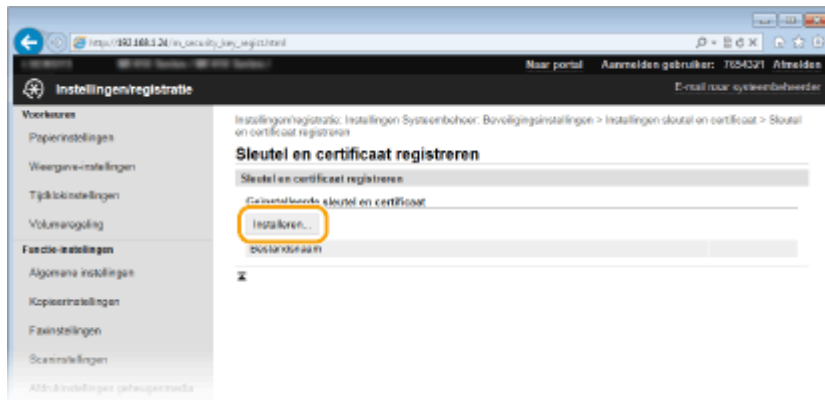 http://192.168.1.24/m_security_key_regist.html
Naar portal Aanmelden gebruiker: 7654321 Afmelden
Instellingen/registratie E-mail naar systeembeheerder
Voorkeuren
Papierinstellingen
Weergave-instellingen
Tijdklokinstellingen
Volumeregeling
Functie-instellingen
Algemene instellingen
Kopieerinstellingen
Faxinstellingen
Scaninstellingen
Afdrukinstellingen geheugenmedia
Instellingen/registratie: Instellingen Systeembeheer: Beveiligingsinstellingen > Instellingen sleutel en certificaat > Sleutel
en certificaat registreren
Sleutel en certificaat registreren
Sleutel en certificaat registreren
Geïnstalleerde sleutel en certificaat
Installeren...
Bestandsnaam